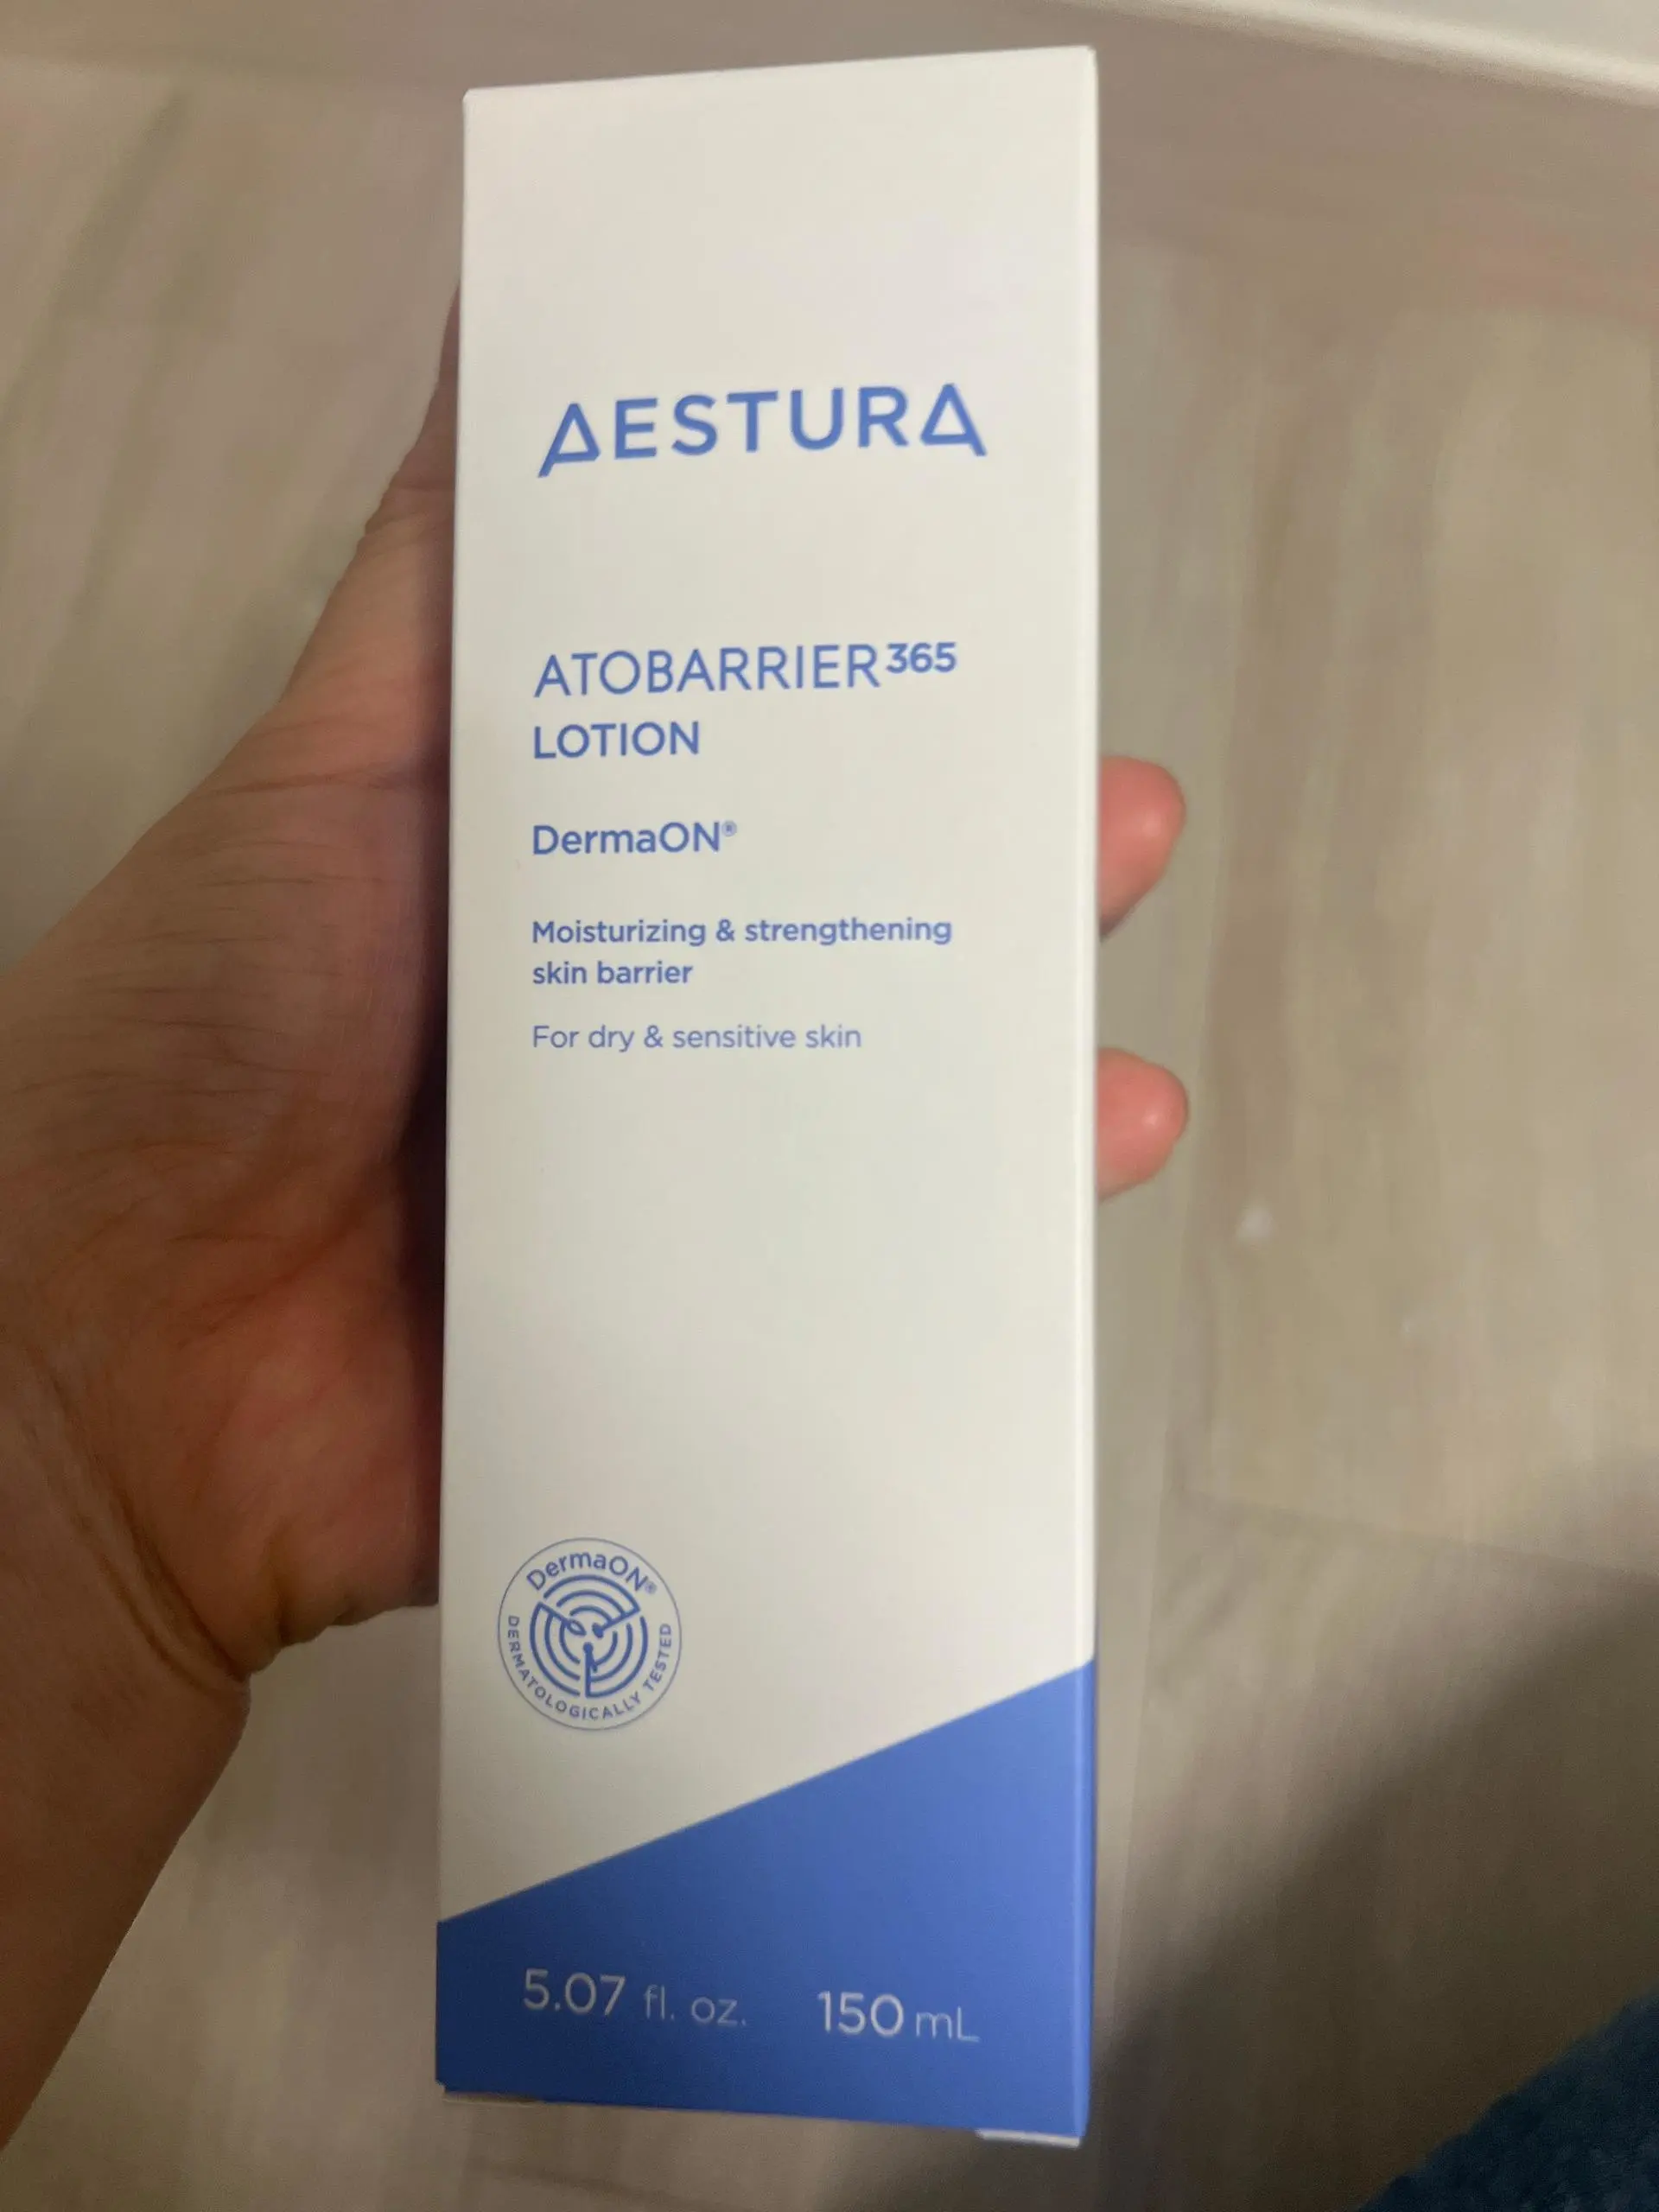 AESTURA
ATOBARRIER365
LOTION
DermaON®
Moisturizing & strengthening
skin barrier
For dry & sensitive skin
DermaON®
DERMATOLOGICALLY TESTED
5.07 fl. oz. 150 mL